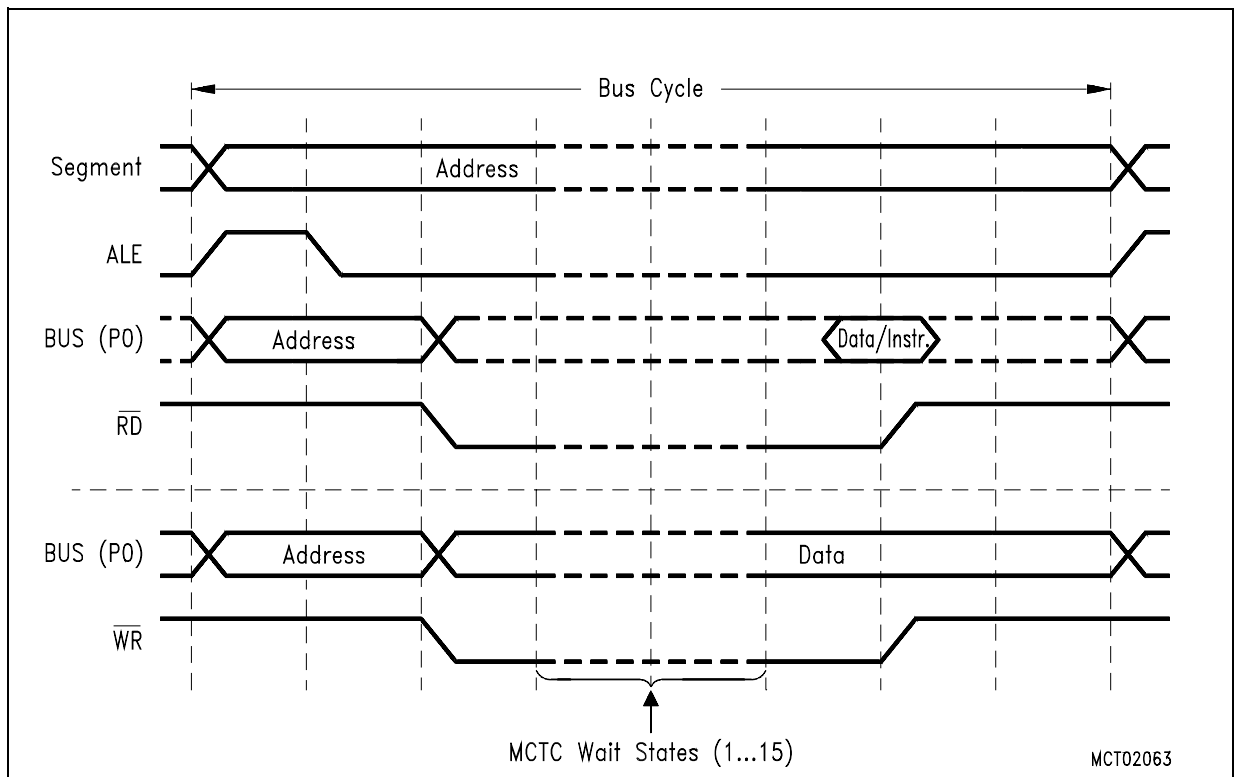 Bus Cycle
Segment
Address
ALE
BUS (P0)
Address
Data/Instr.
RD
BUS (P0)
Address
Data
WR
MCTC Wait States (1...15)
MCT02063